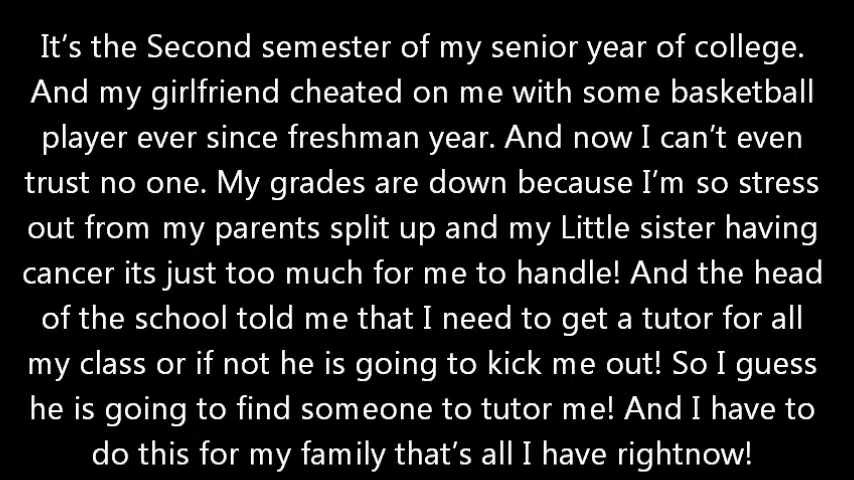 It’s the Second semester of my senior year of college.
And my girlfriend cheated on me with some basketball
player ever since freshman year. And now I can’t even
trust no one. My grades are down because I’m so stress
out from my parents split up and my Little sister having
cancer its just too much for me to handle! And the head
of the school told me that I need to get a tutor for all
my class or if not he is going to kick me out! So I guess
he is going to find someone to tutor me! And I have to
do this for my family that’s all I have rightnow!